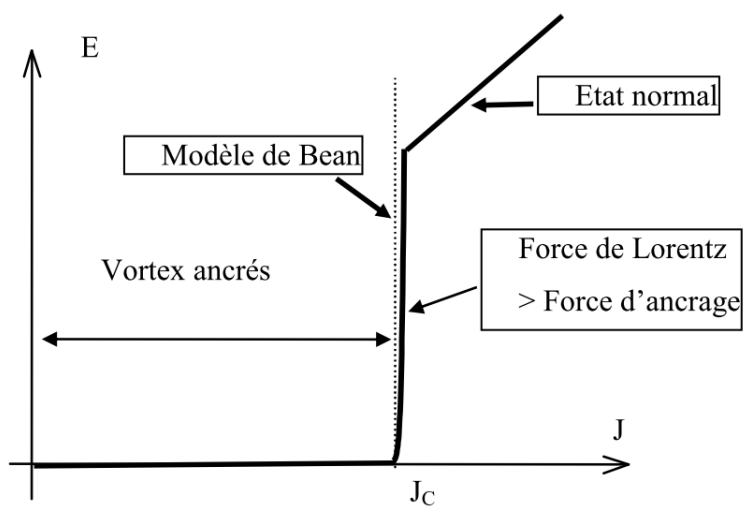 E
Etat normal
Modèle de Bean
Force de Lorentz
> Force d’ancrage
Vortex ancrés
J
J_C